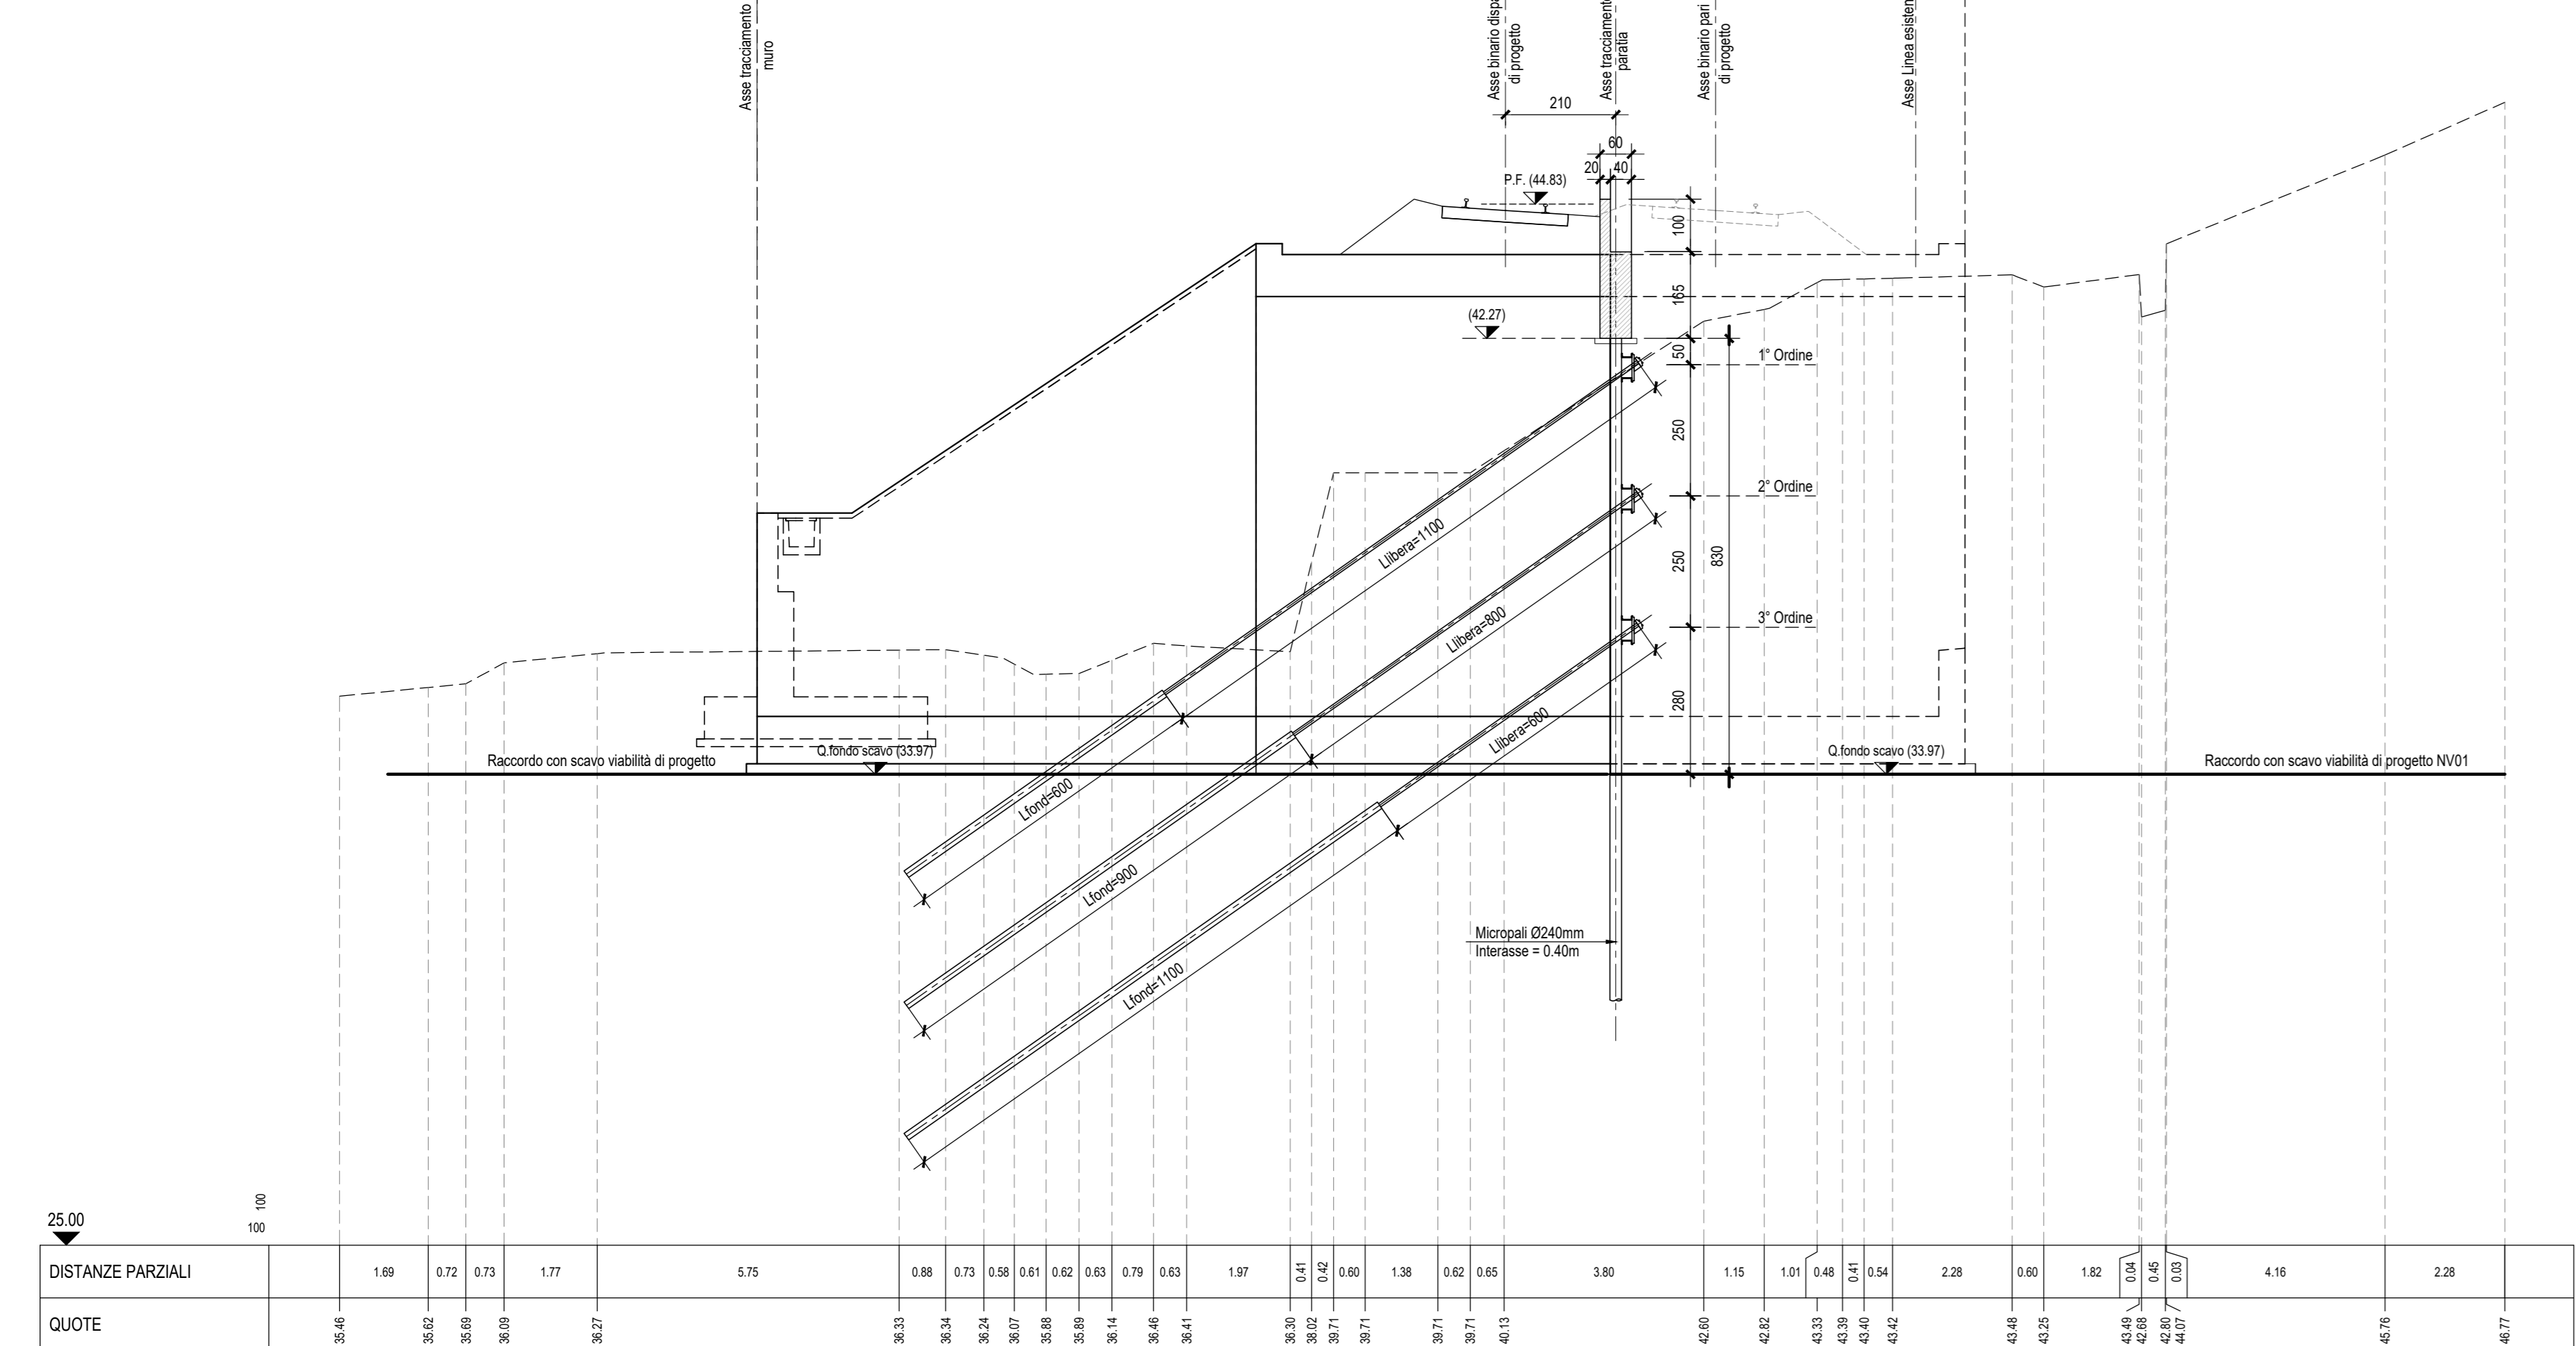 Asse tracciamento
muro
Asse binario dispa
di progetto
Asse tracciamento
paratia
Asse binario pari
di progetto
Asse Linea esisten
210
60
20 40
P.F. (44.83)
100
165
(42.27)
50
1° Ordine
250
2° Ordine
Llibera=1100
250
830
Llibera=800
3° Ordine
280
Llibera=600
Raccordo con scavo viabilità di progetto
Q.fondo scavo (33.97)
Q.fondo scavo (33.97)
Raccordo con scavo viabilità di progetto NV01
Lfond=600
Lfond=900
Lfond=1100
Micropali Ø240mm
Interasse = 0.40m
100
100
25.00
DISTANZE PARZIALI 1.69 0.72 0.73 1.77 5.75 0.88 0.73 0.58 0.61 0.62 0.63 0.79 0.63 1.97 0.41 0.42 0.60 1.38 0.62 0.65 3.80 1.15 1.01 0.48 0.41 0.54 2.28 0.60 1.82 0.04 0.45 0.03 4.16 2.28
QUOTE 35.46 35.62 35.69 36.09 36.27 36.33 36.34 36.24 36.07 35.88 35.89 36.14 36.46 36.41 36.30 38.02 39.71 39.71 39.71 39.71 40.13 42.60 42.82 43.33 43.39 43.40 43.42 43.48 43.25 43.49 42.68 42.80 44.07 45.76 46.77